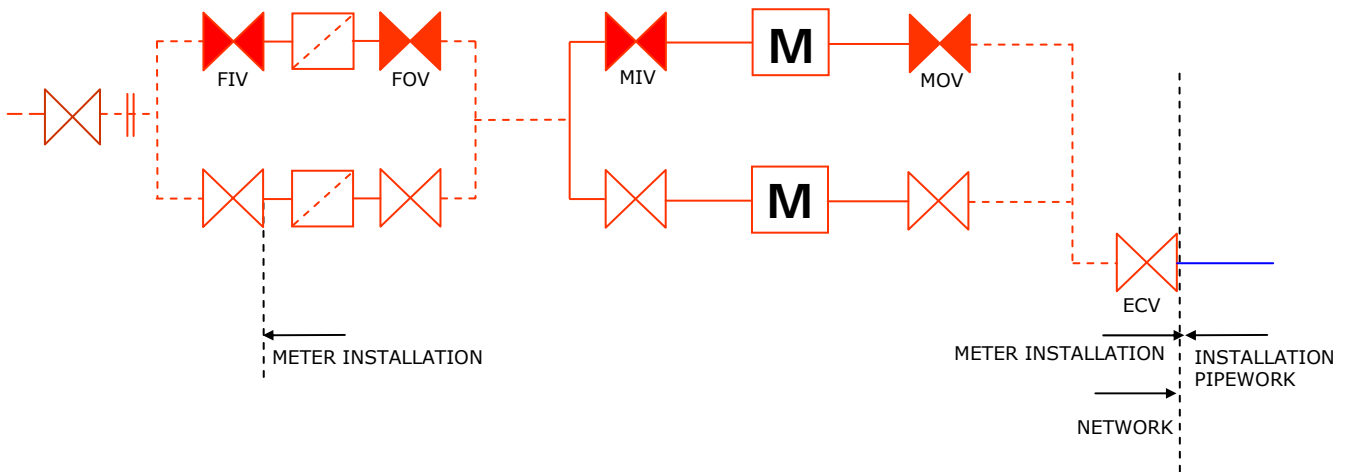 M
FIV
FOV
MIV
MOV
M
ECV
METER INSTALLATION
METER INSTALLATION
INSTALLATION
PIPEWORK
NETWORK